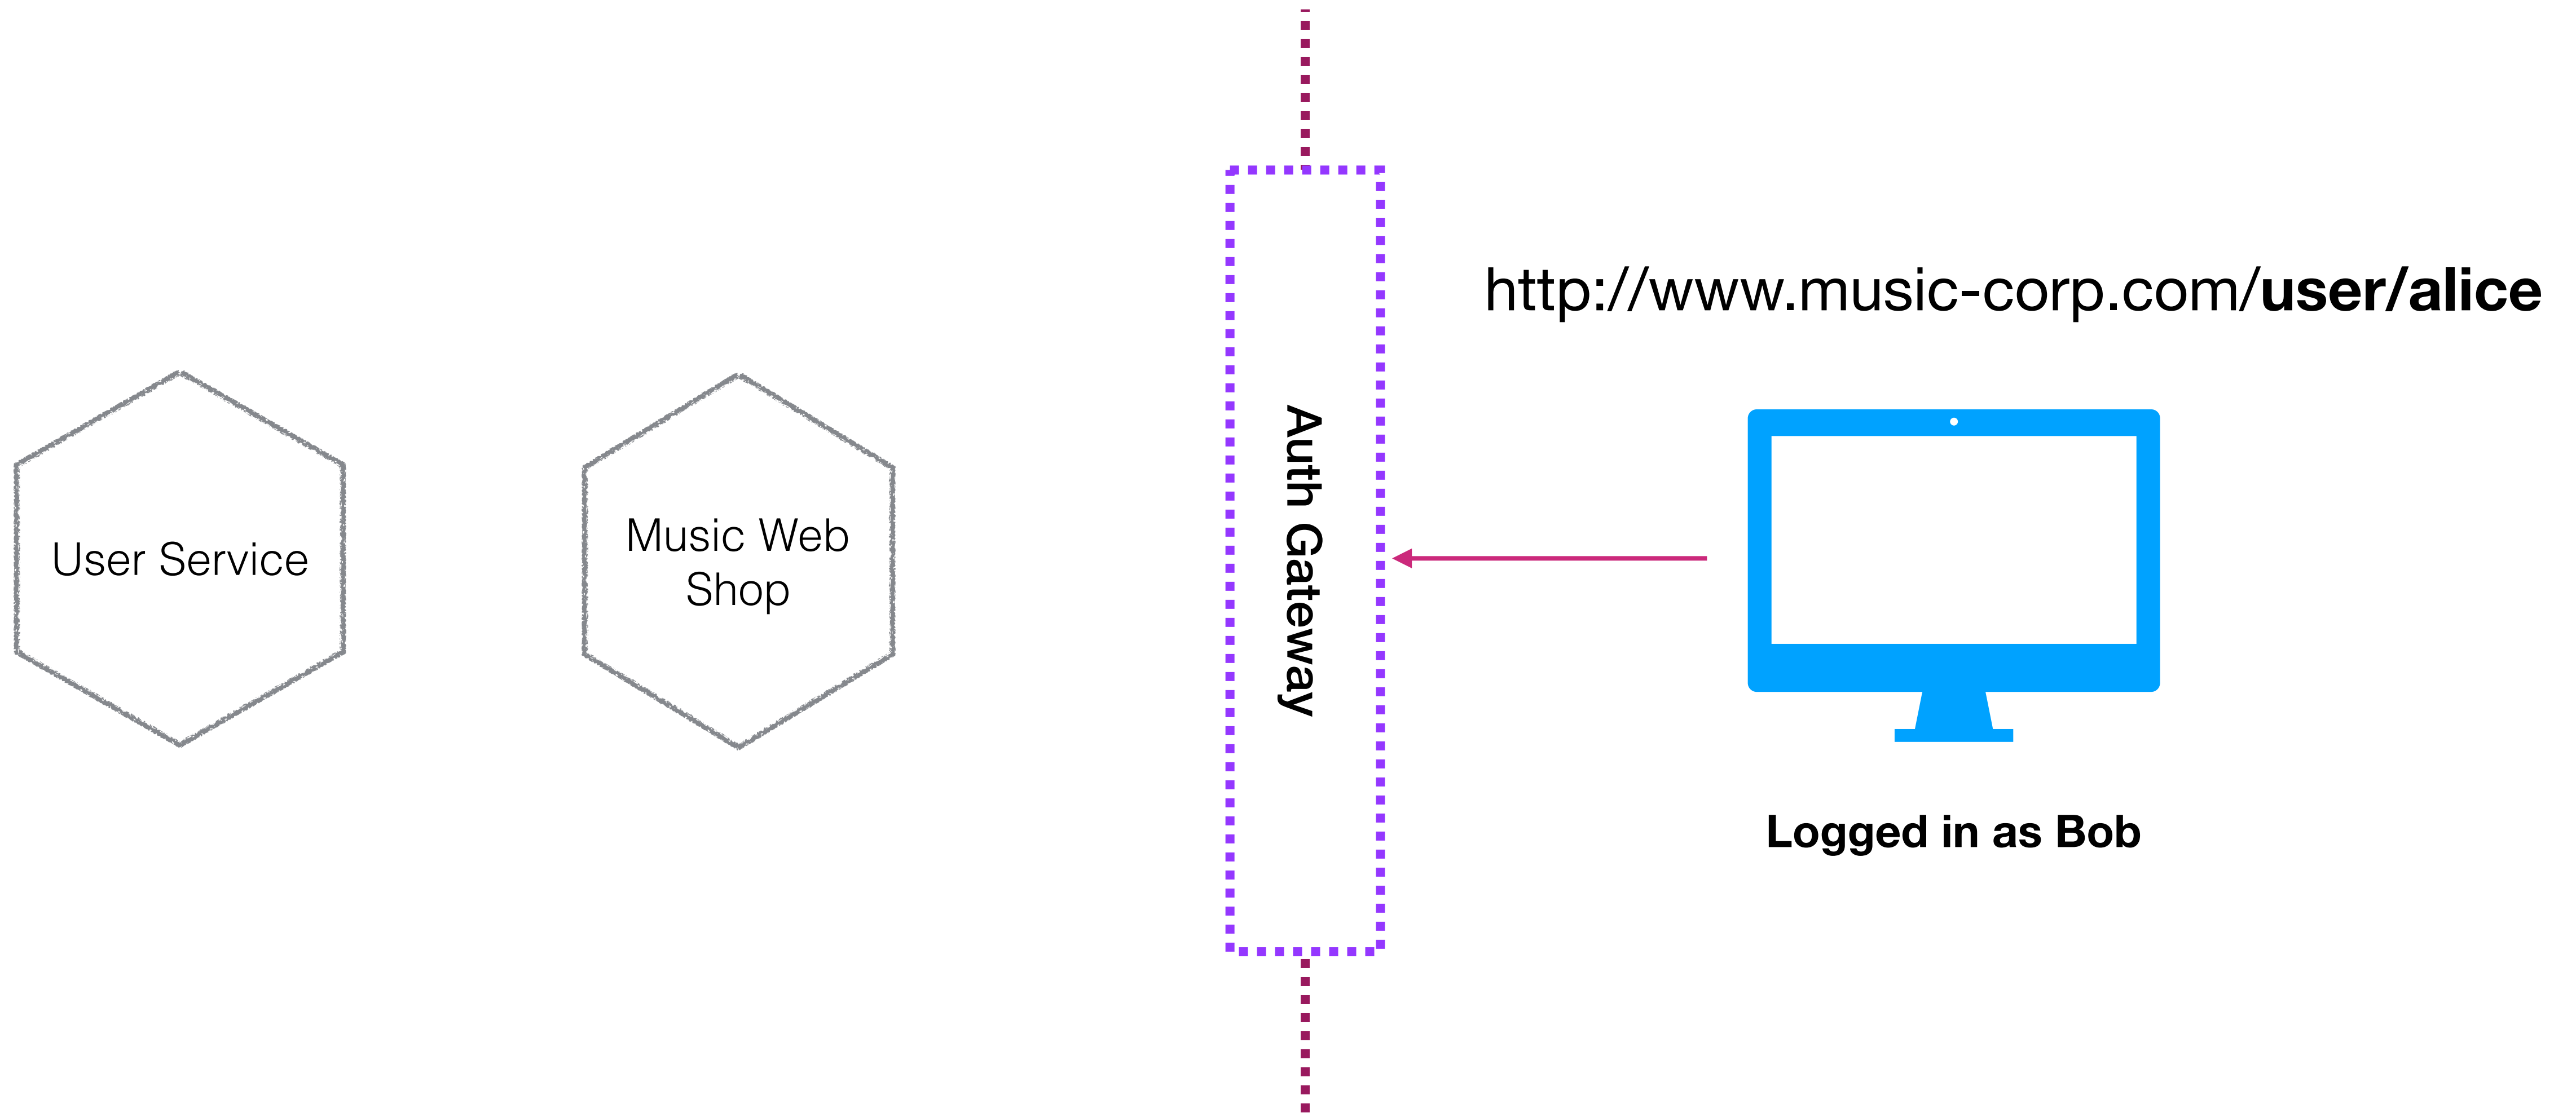 User Service
Music Web
Shop
Auth Gateway
http://www.music-corp.com/user/alice
Logged in as Bob